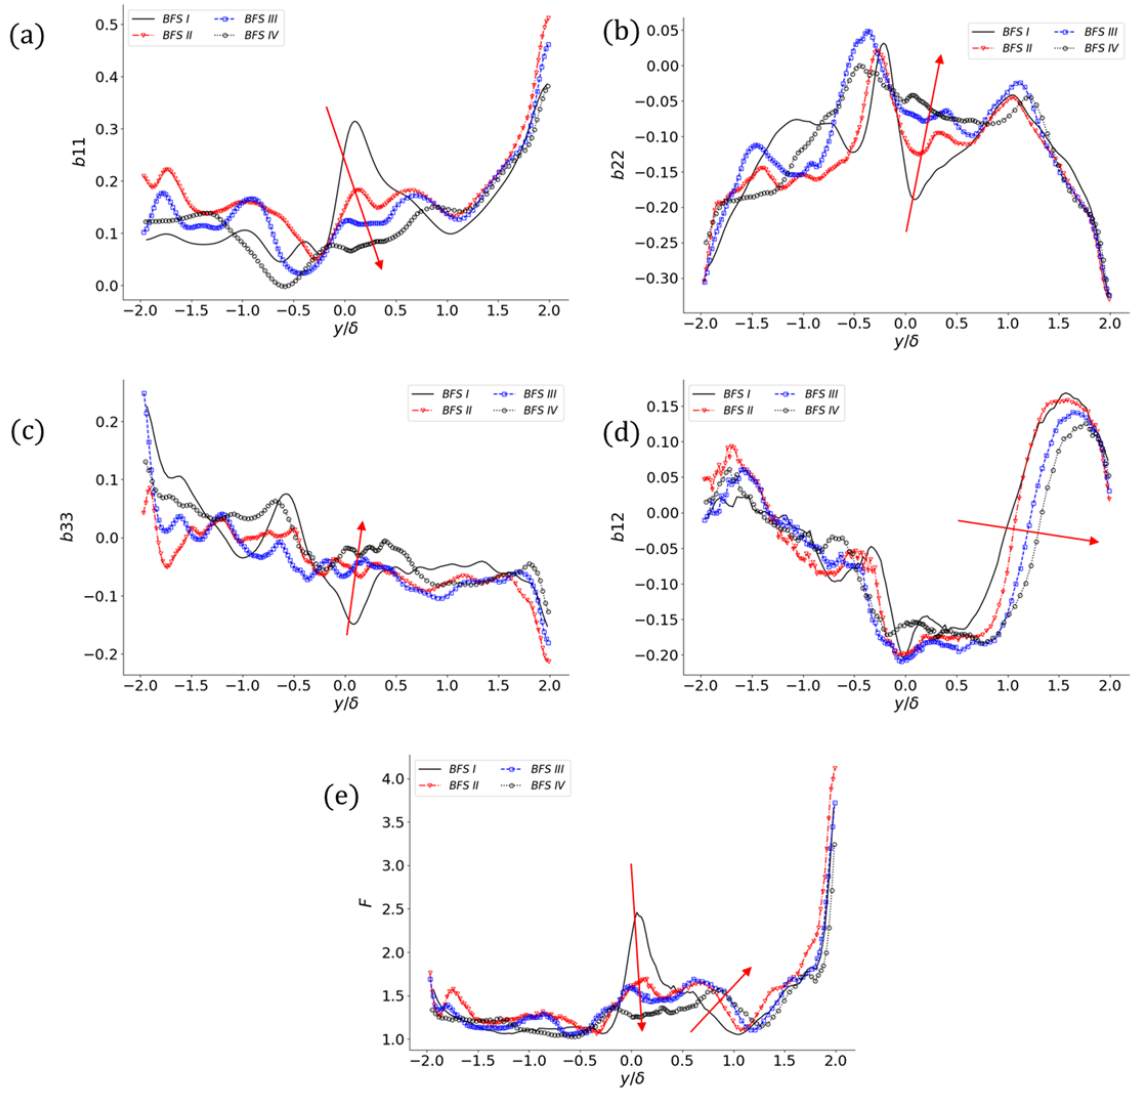 (a)
BFS I BFS III
BFS II BFS IV
b11
0.5
0.4
0.3
0.2
0.1
0.0
−2.0 −1.5 −1.0 −0.5 0.0 0.5 1.0 1.5 2.0
y/δ
(b)
BFS I BFS III
BFS II BFS IV
b22
0.05
0.00
−0.05
−0.10
−0.15
−0.20
−0.25
−0.30
−2.0 −1.5 −1.0 −0.5 0.0 0.5 1.0 1.5 2.0
y/δ
(c)
BFS I BFS III
BFS II BFS IV
b33
0.2
0.1
0.0
−0.1
−0.2
−2.0 −1.5 −1.0 −0.5 0.0 0.5 1.0 1.5 2.0
y/δ
(d)
BFS I BFS III
BFS II BFS IV
b12
0.15
0.10
0.05
0.00
−0.05
−0.10
−0.15
−0.20
−2.0 −1.5 −1.0 −0.5 0.0 0.5 1.0 1.5 2.0
y/δ
(e)
BFS I BFS III
BFS II BFS IV
F
4.0
3.5
3.0
2.5
2.0
1.5
1.0
−2.0 −1.5 −1.0 −0.5 0.0 0.5 1.0 1.5 2.0
y/δ